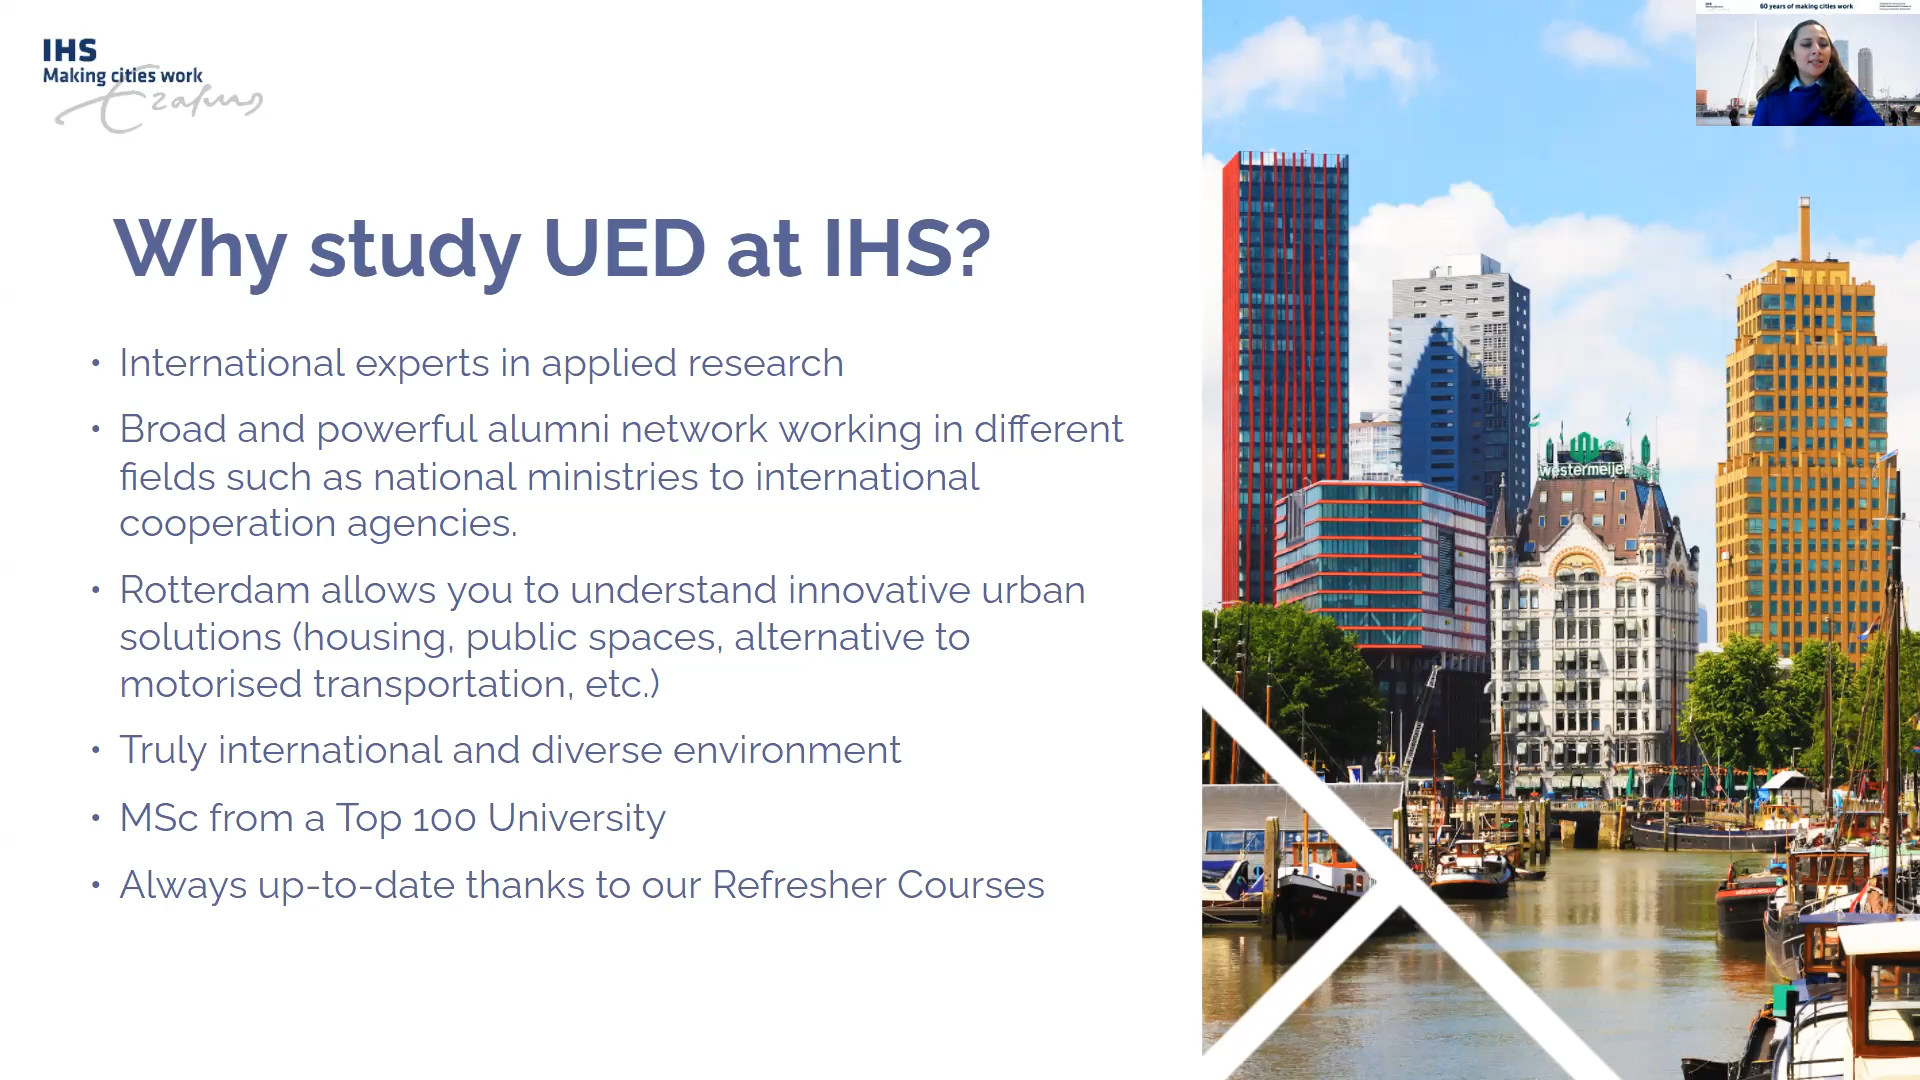 IHS
Making cities work
Erasmus
60 years of making cities work
Why study UED at IHS?
• International experts in applied research
• Broad and powerful alumni network working in different
fields such as national ministries to international
cooperation agencies.
• Rotterdam allows you to understand innovative urban
solutions (housing, public spaces, alternative to
motorised transportation, etc.)
• Truly international and diverse environment
• MSc from a Top 100 University
• Always up-to-date thanks to our Refresher Courses
westermeijer